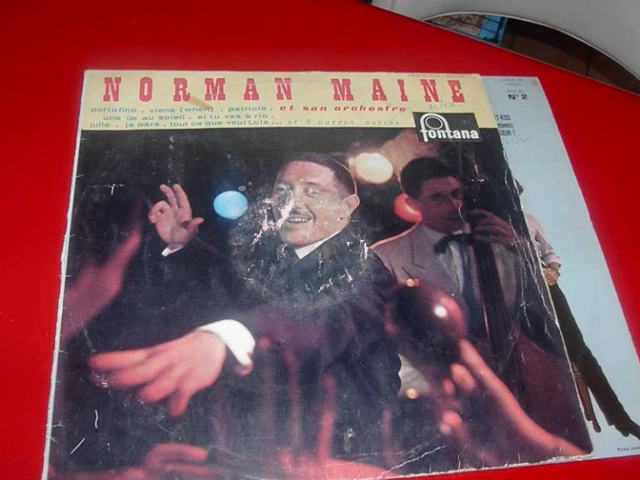 NORMAN MAINE
portofino . viens (when) . patricia . et son orchestre
une île au soleil . si tu vas à rio .
julie . je pars . tout ce que veut Lola... et 5 autres succès
fontana
N° 2